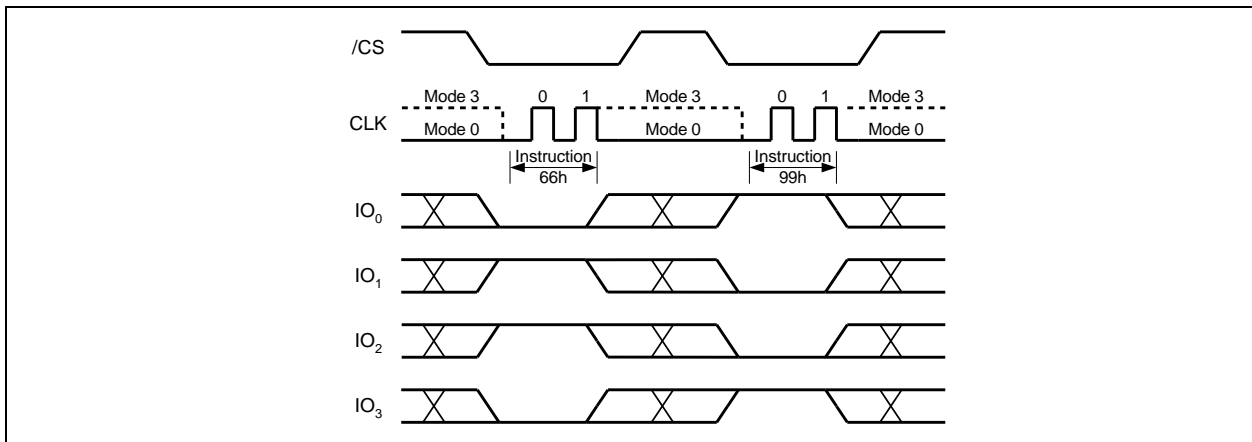 /CS
Mode 3 0 1 Mode 3 0 1 Mode 3
CLK Mode 0 Mode 0 Mode 0
Instruction Instruction
66h 99h
IO0
IO1
IO2
IO3